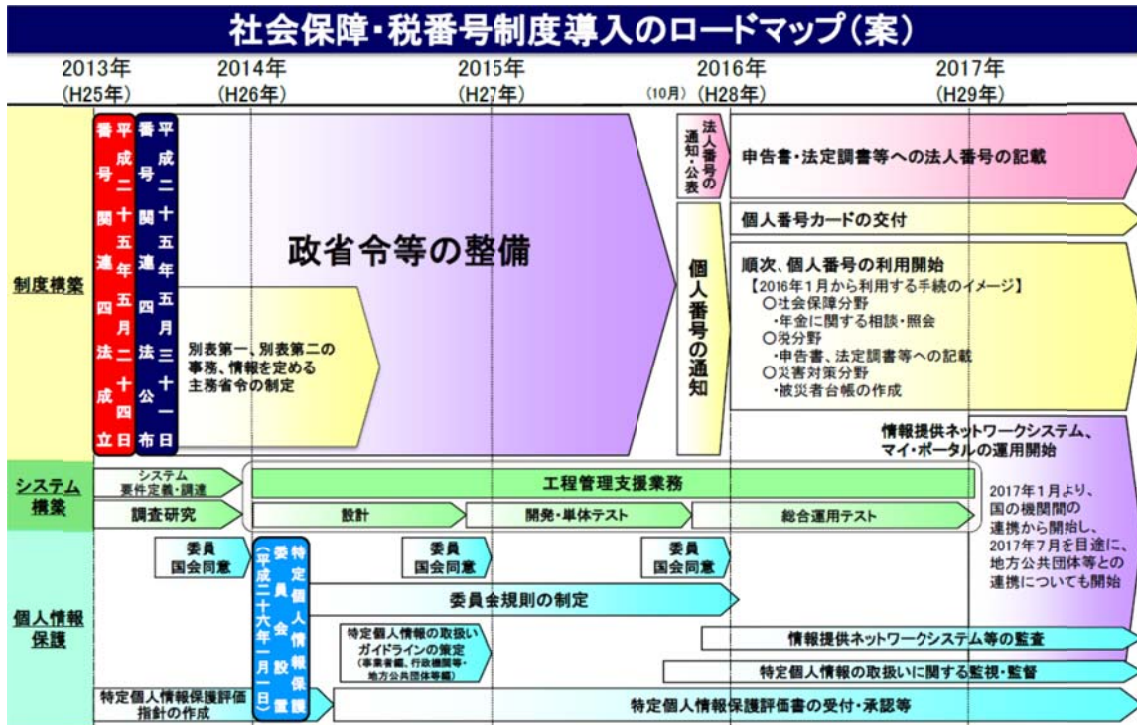 社会保障・税番号制度導入のロードマップ(案)
2013年
(H25年)
2014年
(H26年)
2015年
(H27年)
(10月)
2016年
(H28年)
2017年
(H29年)
制度構築
平成二十五年五月二十四日
番号関連四法成立
平成二十五年五月三十一日
番号関連四法公布
政省令等の整備
別表第一、別表第二の
事務、情報を定める
主務省令の制定
法人番号の
通知・公表
個人番号の通知
申告書・法定調書等への法人番号の記載
個人番号カードの交付
順次、個人番号の利用開始
【2016年1月から利用する手続のイメージ】
○社会保障分野
・年金に関する相談・照会
○税分野
・申告書、法定調書等への記載
○災害対策分野
・被災者台帳の作成
情報提供ネットワークシステム、
マイ・ポータルの運用開始
2017年1月より、
国の機関間の
連携から開始し、
2017年7月を目途に、
地方公共団体等との
連携についても開始
システム
構築
システム
要件定義・調達
工程管理支援業務
調査研究
設計
開発・単体テスト
総合運用テスト
個人情報
保護
委員
国会同意
特定個人情報保護
委員会設置
(平成二十六年一月一日)
委員
国会同意
委員
国会同意
委員会規則の制定
特定個人情報の取扱い
ガイドラインの策定
(事業者編、行政機関等・
地方公共団体等編)
情報提供ネットワークシステム等の監査
特定個人情報の取扱いに関する監視・監督
特定個人情報保護評価
指針の作成
特定個人情報保護評価書の受付・承認等